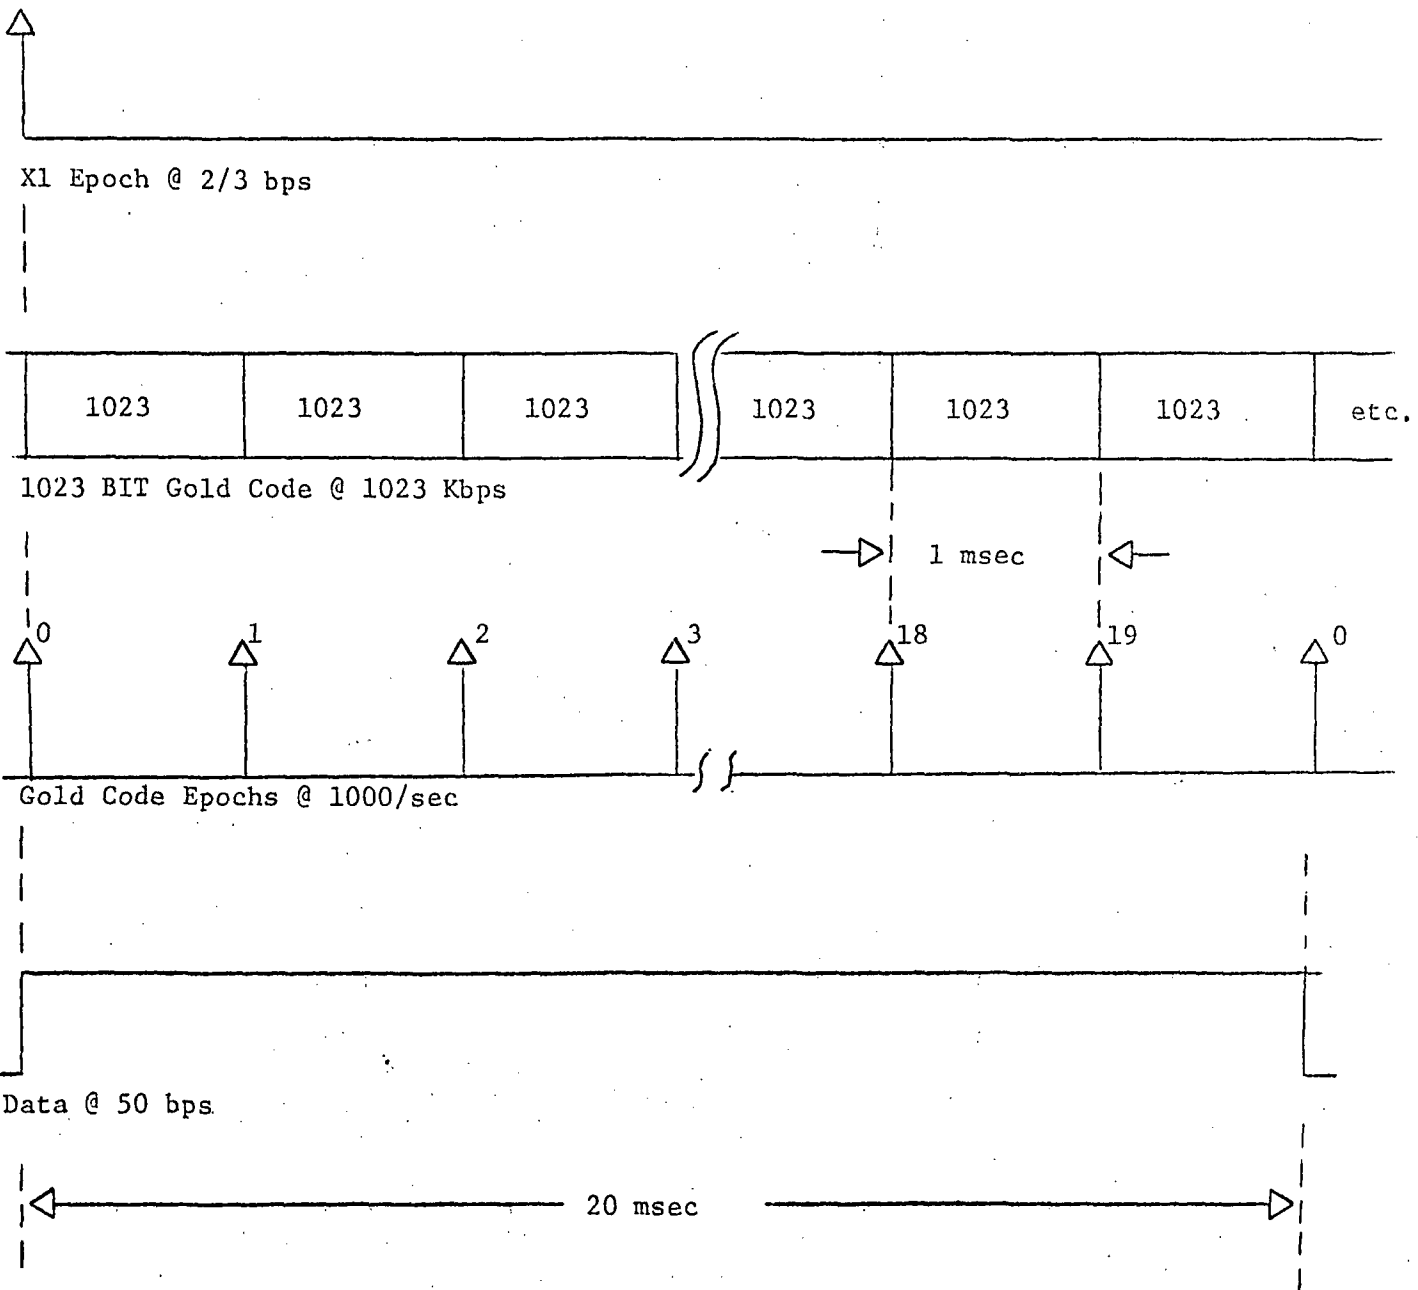 X1 Epoch @ 2/3 bps
1023 1023 1023 1023 1023 1023 etc.
1023 BIT Gold Code @ 1023 Kbps
1 msec
0 1 2 3 18 19 0
Gold Code Epochs @ 1000/sec
Data @ 50 bps
20 msec